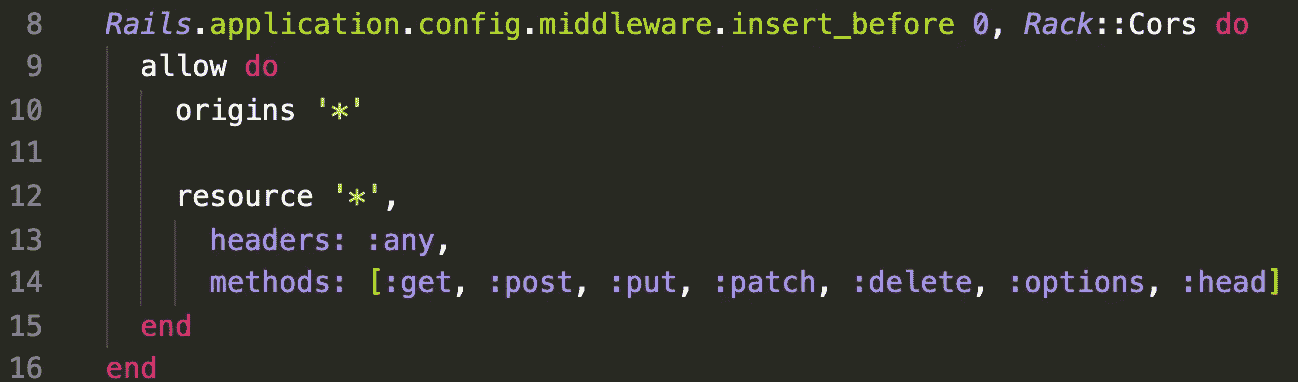 8 Rails.application.config.middleware.insert_before 0, Rack::Cors do
9 allow do
10 origins '*'
11
12 resource '*',
13 headers: :any,
14 methods: [:get, :post, :put, :patch, :delete, :options, :head]
15 end
16 end